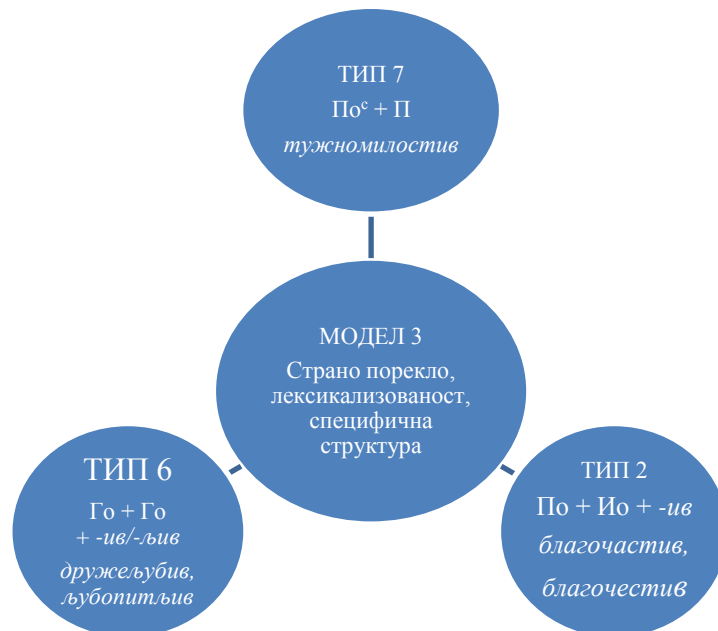 ТИП 7
Поᶜ + П
тужномилостив
МОДЕЛ 3
Страно порекло,
лексикализованост,
специфична
структура
ТИП 6
Го + Го
+ -ив/-љив
дружељубив,
љубопитљив
ТИП 2
По + Ио + -ив
благочастив,
благочестив